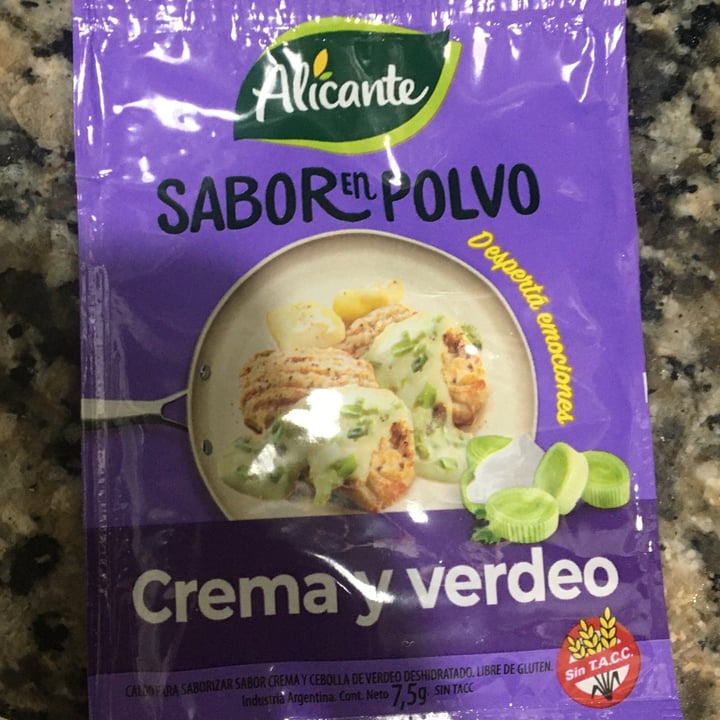 Alicante
SABOR EN POLVO
Despertá emociones
Crema y verdeo
Sin T.A.C.C.
CALDO PARA SABORIZAR SABOR CREMA Y CEBOLLA DE VERDEO DESHIDRATADO. LIBRE DE GLUTEN.
Industria Argentina. Cont. Neto 7,5g. SIN TACC